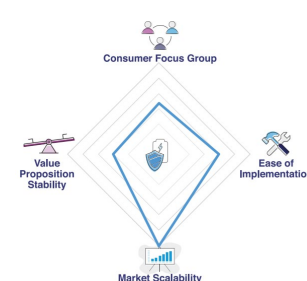 Consumer Focus Group
Value
Proposition
Stability
Ease of
Implementatio
Market Scalability